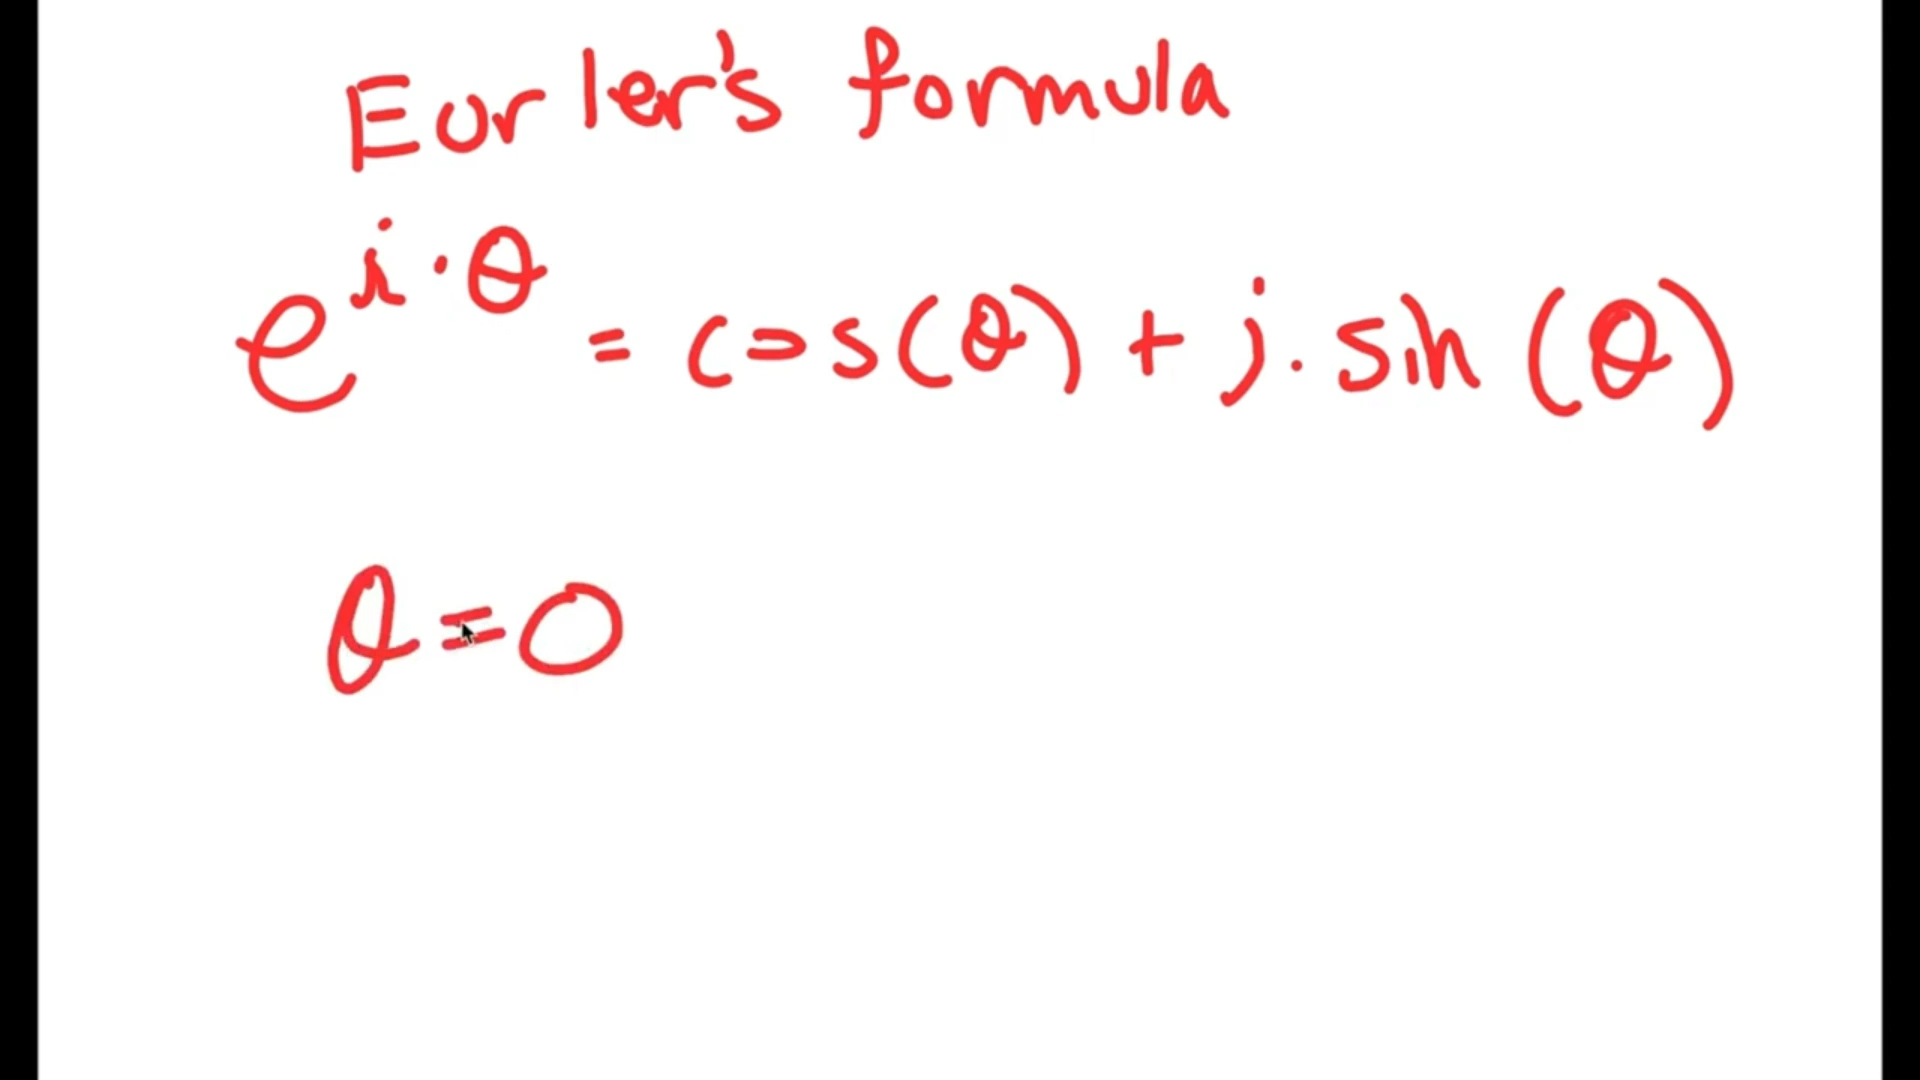 Eurler's formula
e^{i·θ} = cos(θ) + j·sin(θ)
θ=0